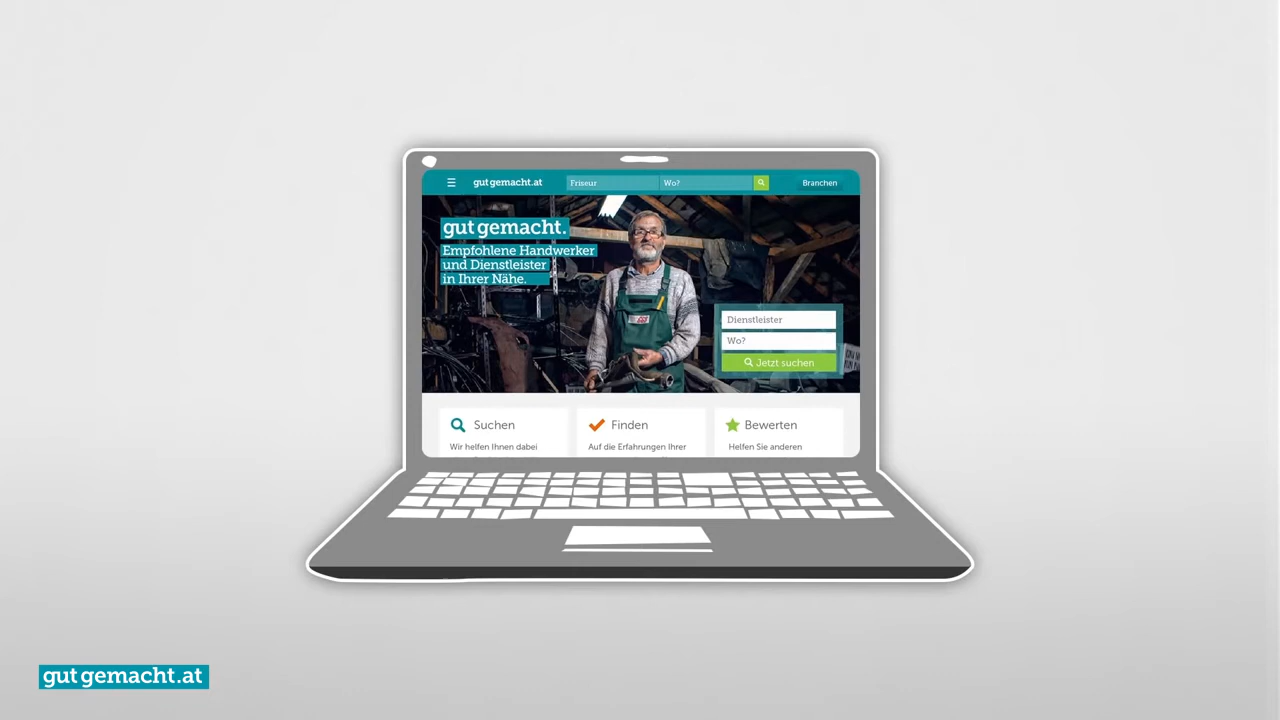 gutgemacht.at
Friseur
Wo?
Branchen
gut gemacht.
Empfohlene Handwerker
und Dienstleister
in Ihrer Nähe.
Dienstleister
Wo?
Jetzt suchen
Suchen
Wir helfen Ihnen dabei
Finden
Auf die Erfahrungen Ihrer
Bewerten
Helfen Sie anderen
gutgemacht.at